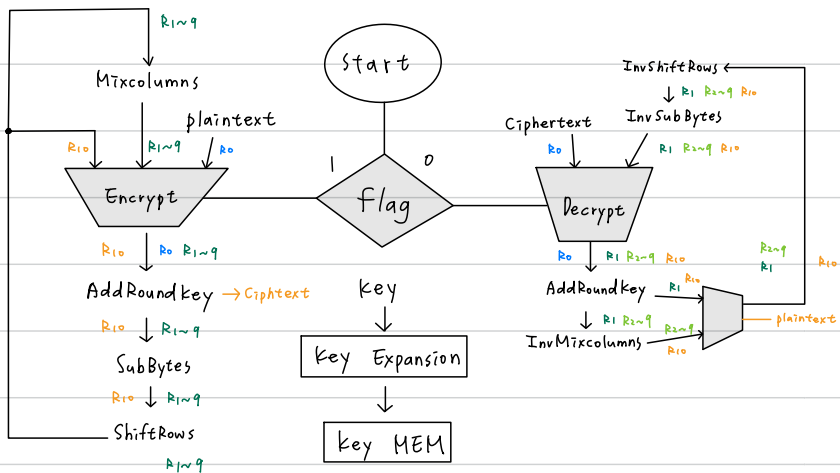 R1~9
Mixcolumns
R10
R1~9
plaintext
R0
Encrypt
R10
R0
R1~9
AddRoundKey
Ciphtext
R10
R1~9
SubBytes
R10
R1~9
ShiftRows
R1~9
Start
1
0
flag
key
key Expansion
key MEM
InvShiftRows
R1 R2~9 R10
InvSubBytes
Ciphertext
R0
R1 R2~9 R10
Decrypt
R0
R1 R2~9 R10
AddRoundKey
R1
R10
R1 R2~9
InvMixcolumns
R2~9
R10
R2~9
R1
R10
plaintext